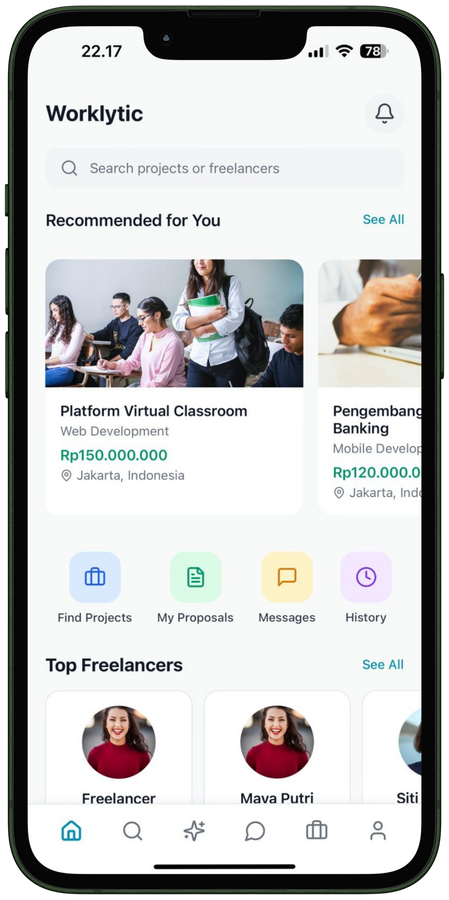 22.17
78
Worklytic
Search projects or freelancers
Recommended for You
See All
Platform Virtual Classroom
Web Development
Rp150.000.000
Jakarta, Indonesia
Pengembang
Banking
Mobile Develop
Rp120.000.0
Jakarta, Indo
Find Projects
My Proposals
Messages
History
Top Freelancers
See All
Freelancer
Maya Putri
Siti